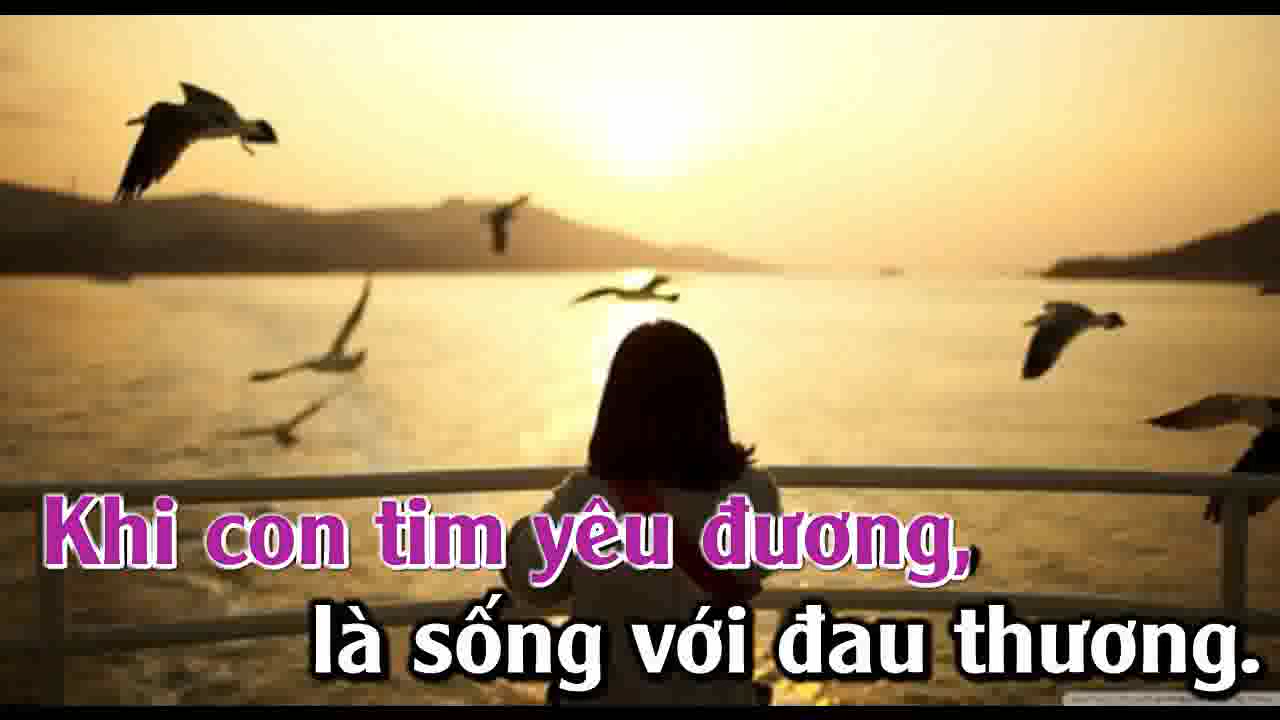 Khi con tim yêu đương,
là sống với đau thương.